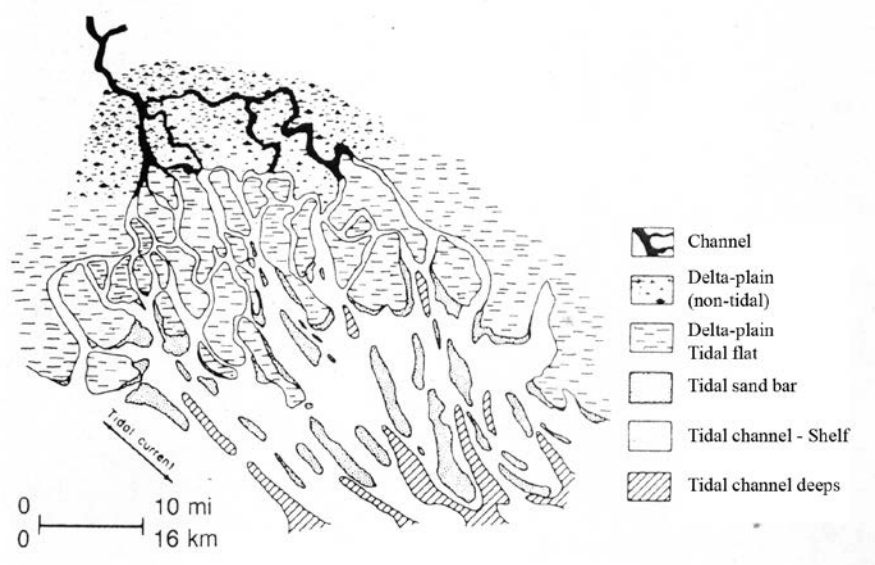 Channel
Delta-plain
(non-tidal)
Delta-plain
Tidal flat
Tidal sand bar
Tidal channel - Shelf
Tidal channel deeps
Tidal current
0 10 mi
0 16 km